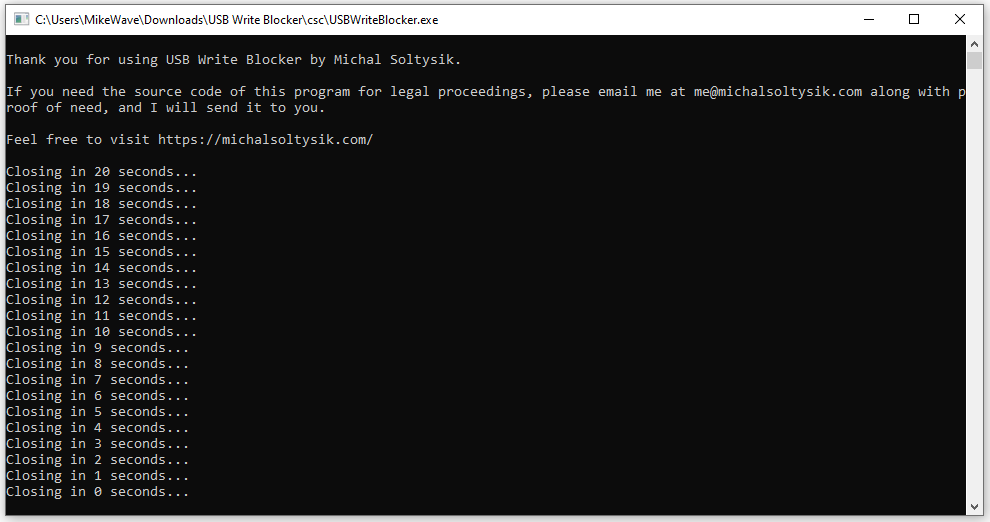 C:\Users\MikeWave\Downloads\USB Write Blocker\csc\USBWriteBlocker.exe
Thank you for using USB Write Blocker by Michal Soltysik.
If you need the source code of this program for legal proceedings, please email me at me@michalsoltysik.com along with p
roof of need, and I will send it to you.
Feel free to visit https://michalsoltysik.com/
Closing in 20 seconds...
Closing in 19 seconds...
Closing in 18 seconds...
Closing in 17 seconds...
Closing in 16 seconds...
Closing in 15 seconds...
Closing in 14 seconds...
Closing in 13 seconds...
Closing in 12 seconds...
Closing in 11 seconds...
Closing in 10 seconds...
Closing in 9 seconds...
Closing in 8 seconds...
Closing in 7 seconds...
Closing in 6 seconds...
Closing in 5 seconds...
Closing in 4 seconds...
Closing in 3 seconds...
Closing in 2 seconds...
Closing in 1 seconds...
Closing in 0 seconds...